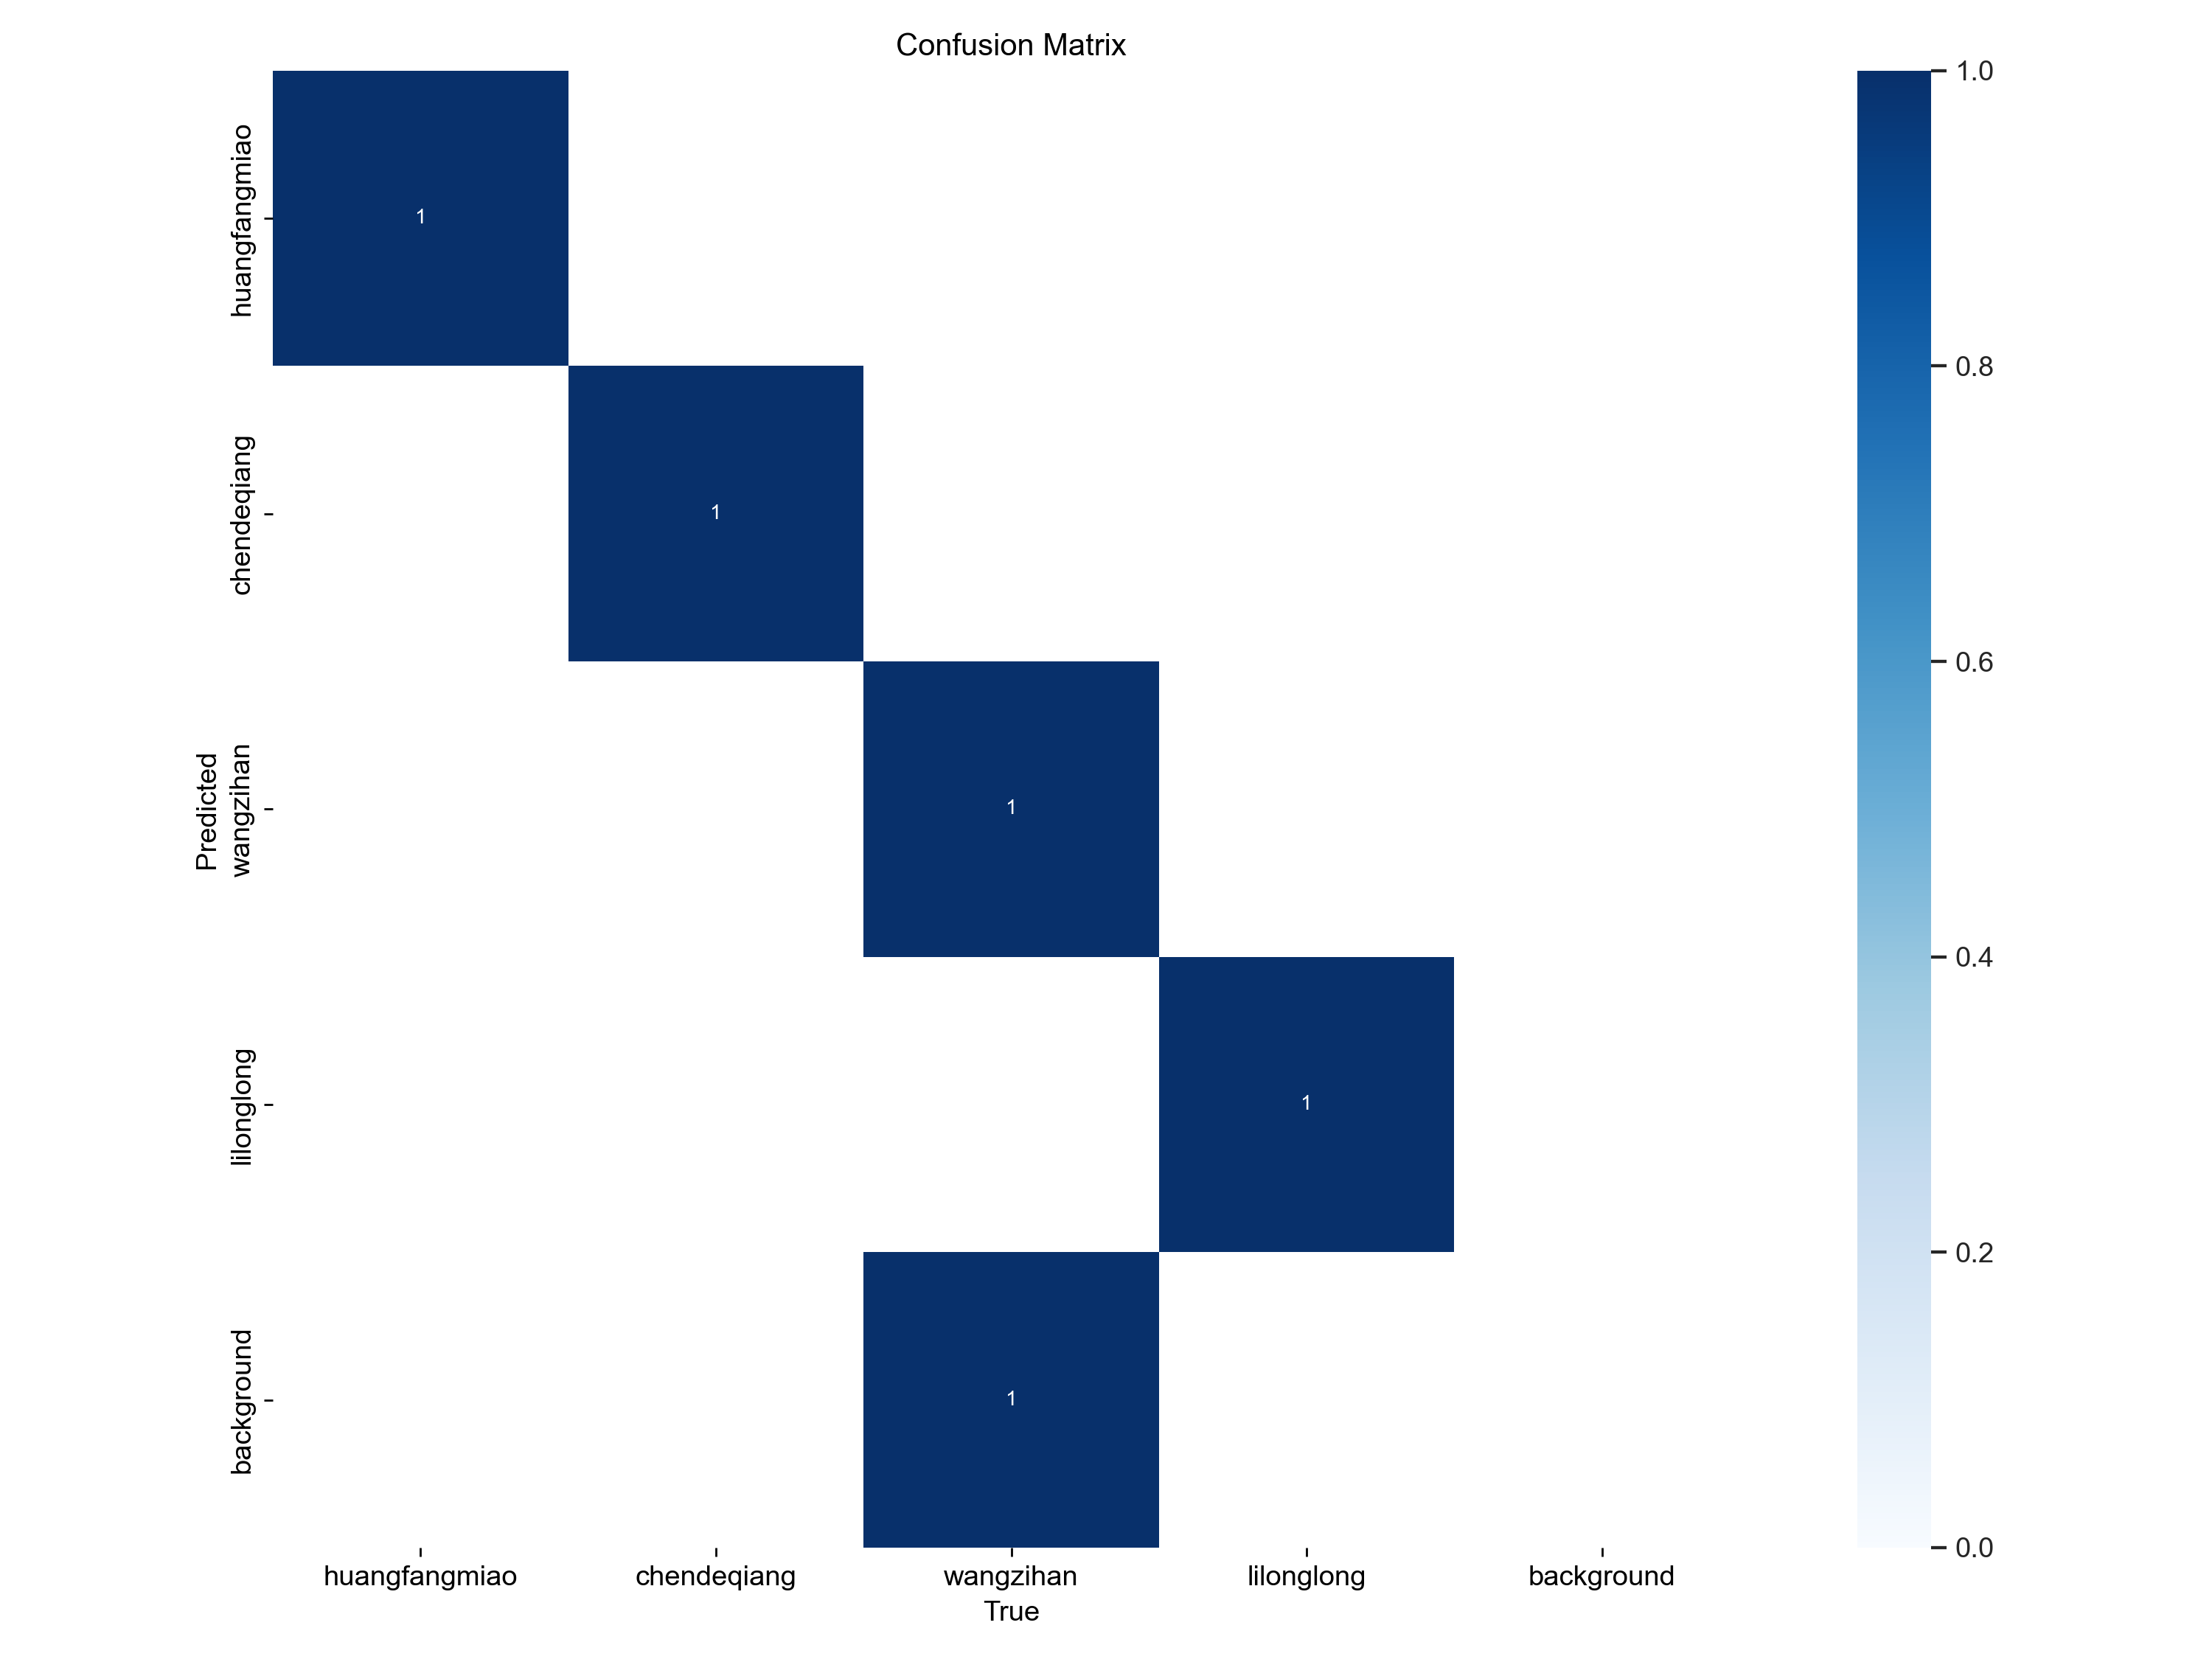 Confusion Matrix
huangfangmiao
chendeqiang
wangzihan
lilonglong
background
Predicted
1
1
1
1
1
huangfangmiao
chendeqiang
wangzihan
lilonglong
background
True
1.0
0.8
0.6
0.4
0.2
0.0